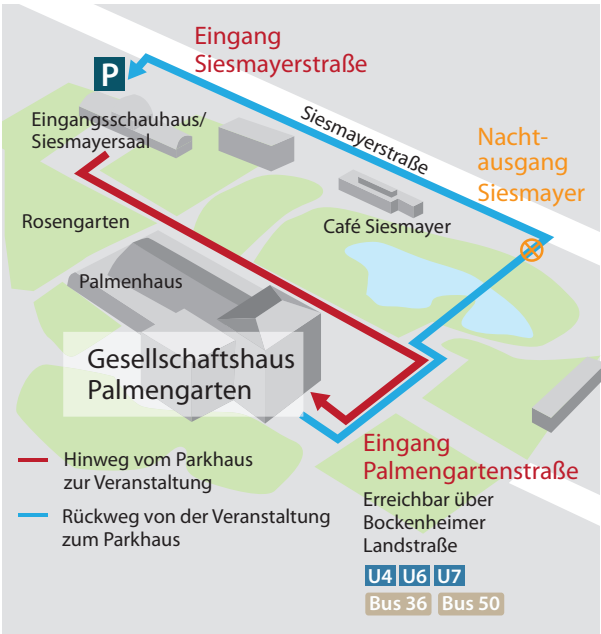 Eingang
Siesmayerstraße
P
Eingangsschauhaus/
Siesmayersaal
Siesmayerstraße
Nacht-
ausgang
Siesmayer
Rosengarten
Café Siesmayer
Palmenhaus
Gesellschaftshaus
Palmengarten
Hinweg vom Parkhaus
zur Veranstaltung
Rückweg von der Veranstaltung
zum Parkhaus
Eingang
Palmengartenstraße
Erreichbar über
Bockenheimer
Landstraße
U4 U6 U7
Bus 36 Bus 50